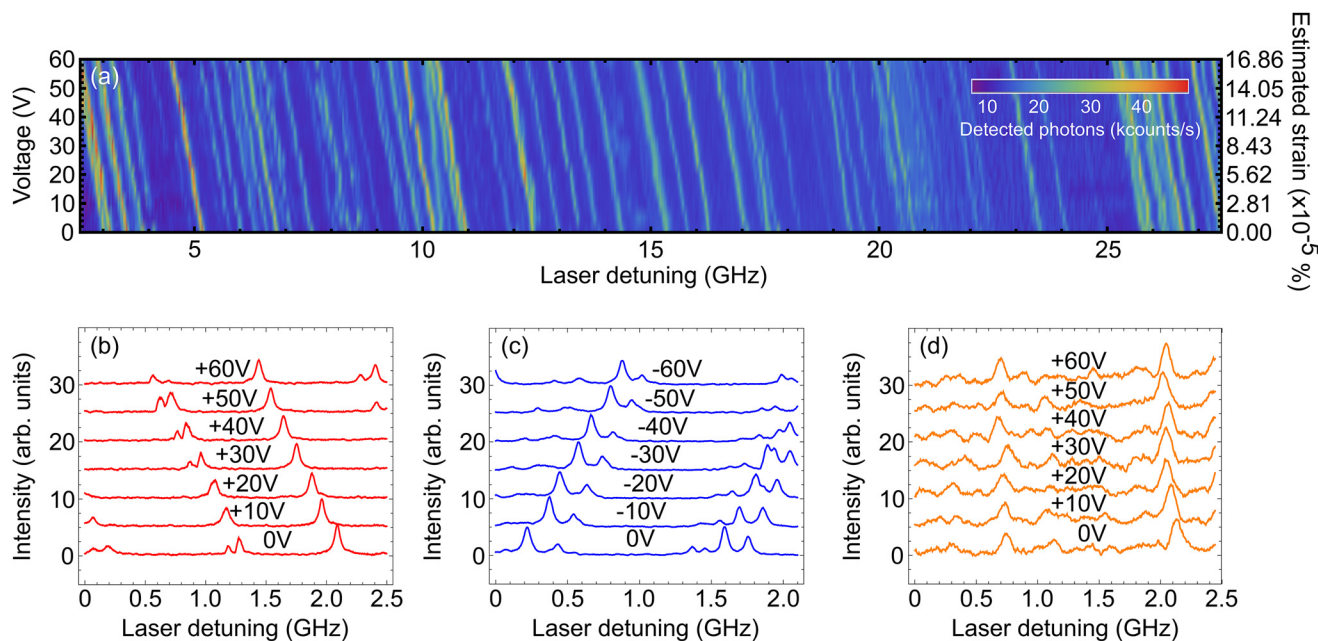 (a)
Voltage (V)
60
50
40
30
20
10
0
5
10
15
20
25
Laser detuning (GHz)
10 20 30 40
Detected photons (kcounts/s)
16.86
14.05
11.24
8.43
5.62
2.81
0.00
Estimated strain (x10⁻⁵ %)
(b)
Intensity (arb. units)
30
20
10
0
+60V
+50V
+40V
+30V
+20V
+10V
0V
0 0.5 1.0 1.5 2.0 2.5
Laser detuning (GHz)
(c)
Intensity (arb. units)
30
20
10
0
-60V
-50V
-40V
-30V
-20V
-10V
0V
0 1.0 2.0
Laser detuning (GHz)
(d)
Intensity (arb. units)
30
20
10
0
+60V
+50V
+40V
+30V
+20V
+10V
0V
0 0.5 1.0 1.5 2.0 2.5
Laser detuning (GHz)